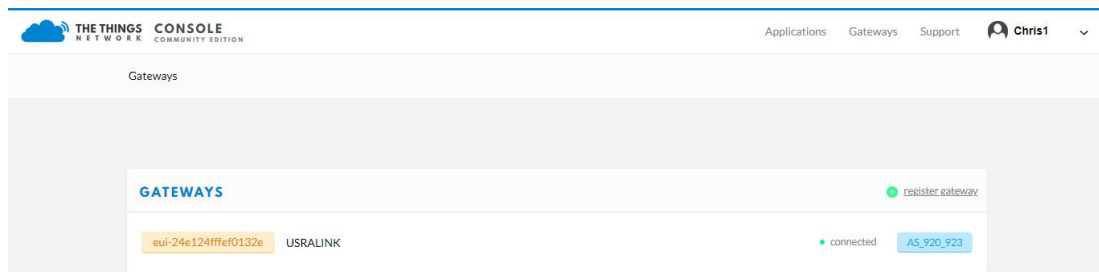 THE THINGS CONSOLE
NETWORK COMMUNITY EDITION
Applications Gateways Support Chris1
Gateways
GATEWAYS
register gateway
eui-24e124fffef0132e USRALINK connected AS_920_923